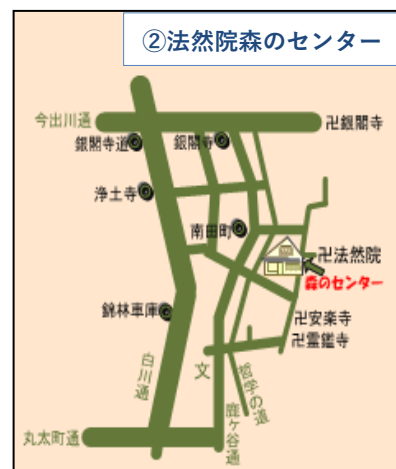 ②法然院森のセンター
今出川通
卍銀閣寺
銀閣寺道
銀閣寺
浄土寺
南田町
卍法然院
森のセンター
錦林車庫
卍安楽寺
卍霊鑑寺
白川通
文
哲学の道
鹿ヶ谷通
丸太町通